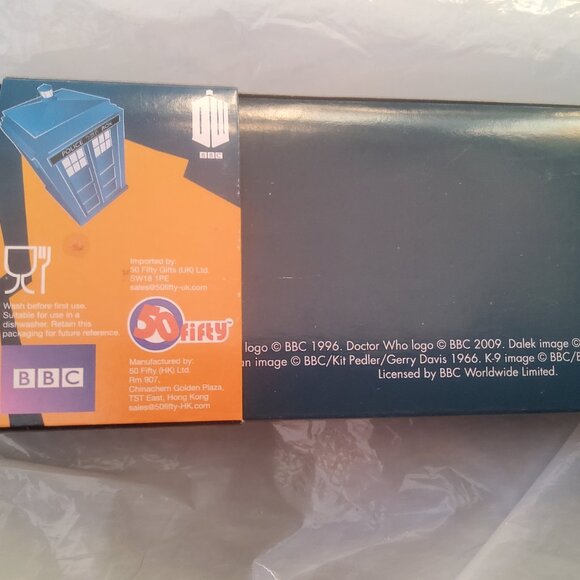 POLICE BOX
DW
BBC
Imported by:
50 Fifty Gifts (UK) Ltd.
SW18 1PE
sales@50fifty-uk.com
Wash before first use.
Suitable for use in a
dishwasher. Retain this
packaging for future reference.
50 fifty
BBC
Manufactured by:
50 Fifty (HK) Ltd.
Rm 907,
Chinachem Golden Plaza,
TST East, Hong Kong
sales@50fifty-HK.com
logo © BBC 1996. Doctor Who logo © BBC 2009. Dalek image ©
an image © BBC/Kit Pedler/Gerry Davis 1966. K-9 image © BBC/
Licensed by BBC Worldwide Limited.